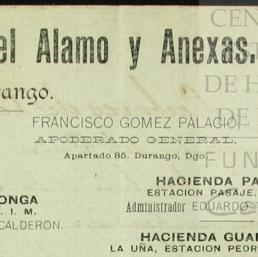 el Alamo y Anexas.
rango.
FRANCISCO GOMEZ PALACIO,
APODERADO GENERAL.
Apartado 85. Durango, Dgo.
HACIENDA PA
ESTACION PASAJE.
ONGA
I. M.
Administrador EDUARDO
CALDERON.
HACIENDA GUA
LA UÑA, ESTACION PEDR
CEN
DE H
DE
FUN